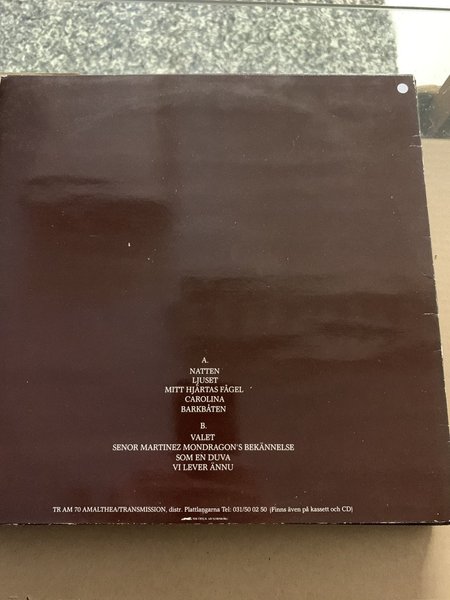 A.
NATTEN
LJUSET
MITT HJÄRTAS FÅGEL
CAROLINA
BARKBÅTEN
B.
VALET
SENOR MARTINEZ MONDRAGON'S BEKÄNNELSE
SOM EN DUVA
VI LEVER ÄNNU
TR AM 70 AMALTHEA/TRANSMISSION, distr. Plattlangarna Tel: 031/50 02 50 (Finns även på kassett och CD)